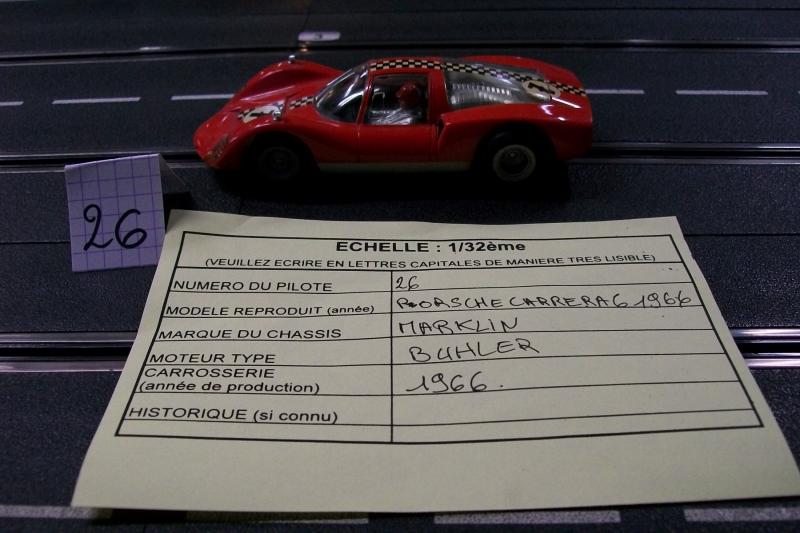 3
26
ECHELLE : 1/32ème
(VEUILLEZ ECRIRE EN LETTRES CAPITALES DE MANIERE TRES LISIBLE)
NUMERO DU PILOTE 26
MODELE REPRODUIT (année) PORSCHE CARRERA 6 1966
MARQUE DU CHASSIS MARKLIN
MOTEUR TYPE BUHLER
CARROSSERIE
(année de production) 1966.
HISTORIQUE (si connu)